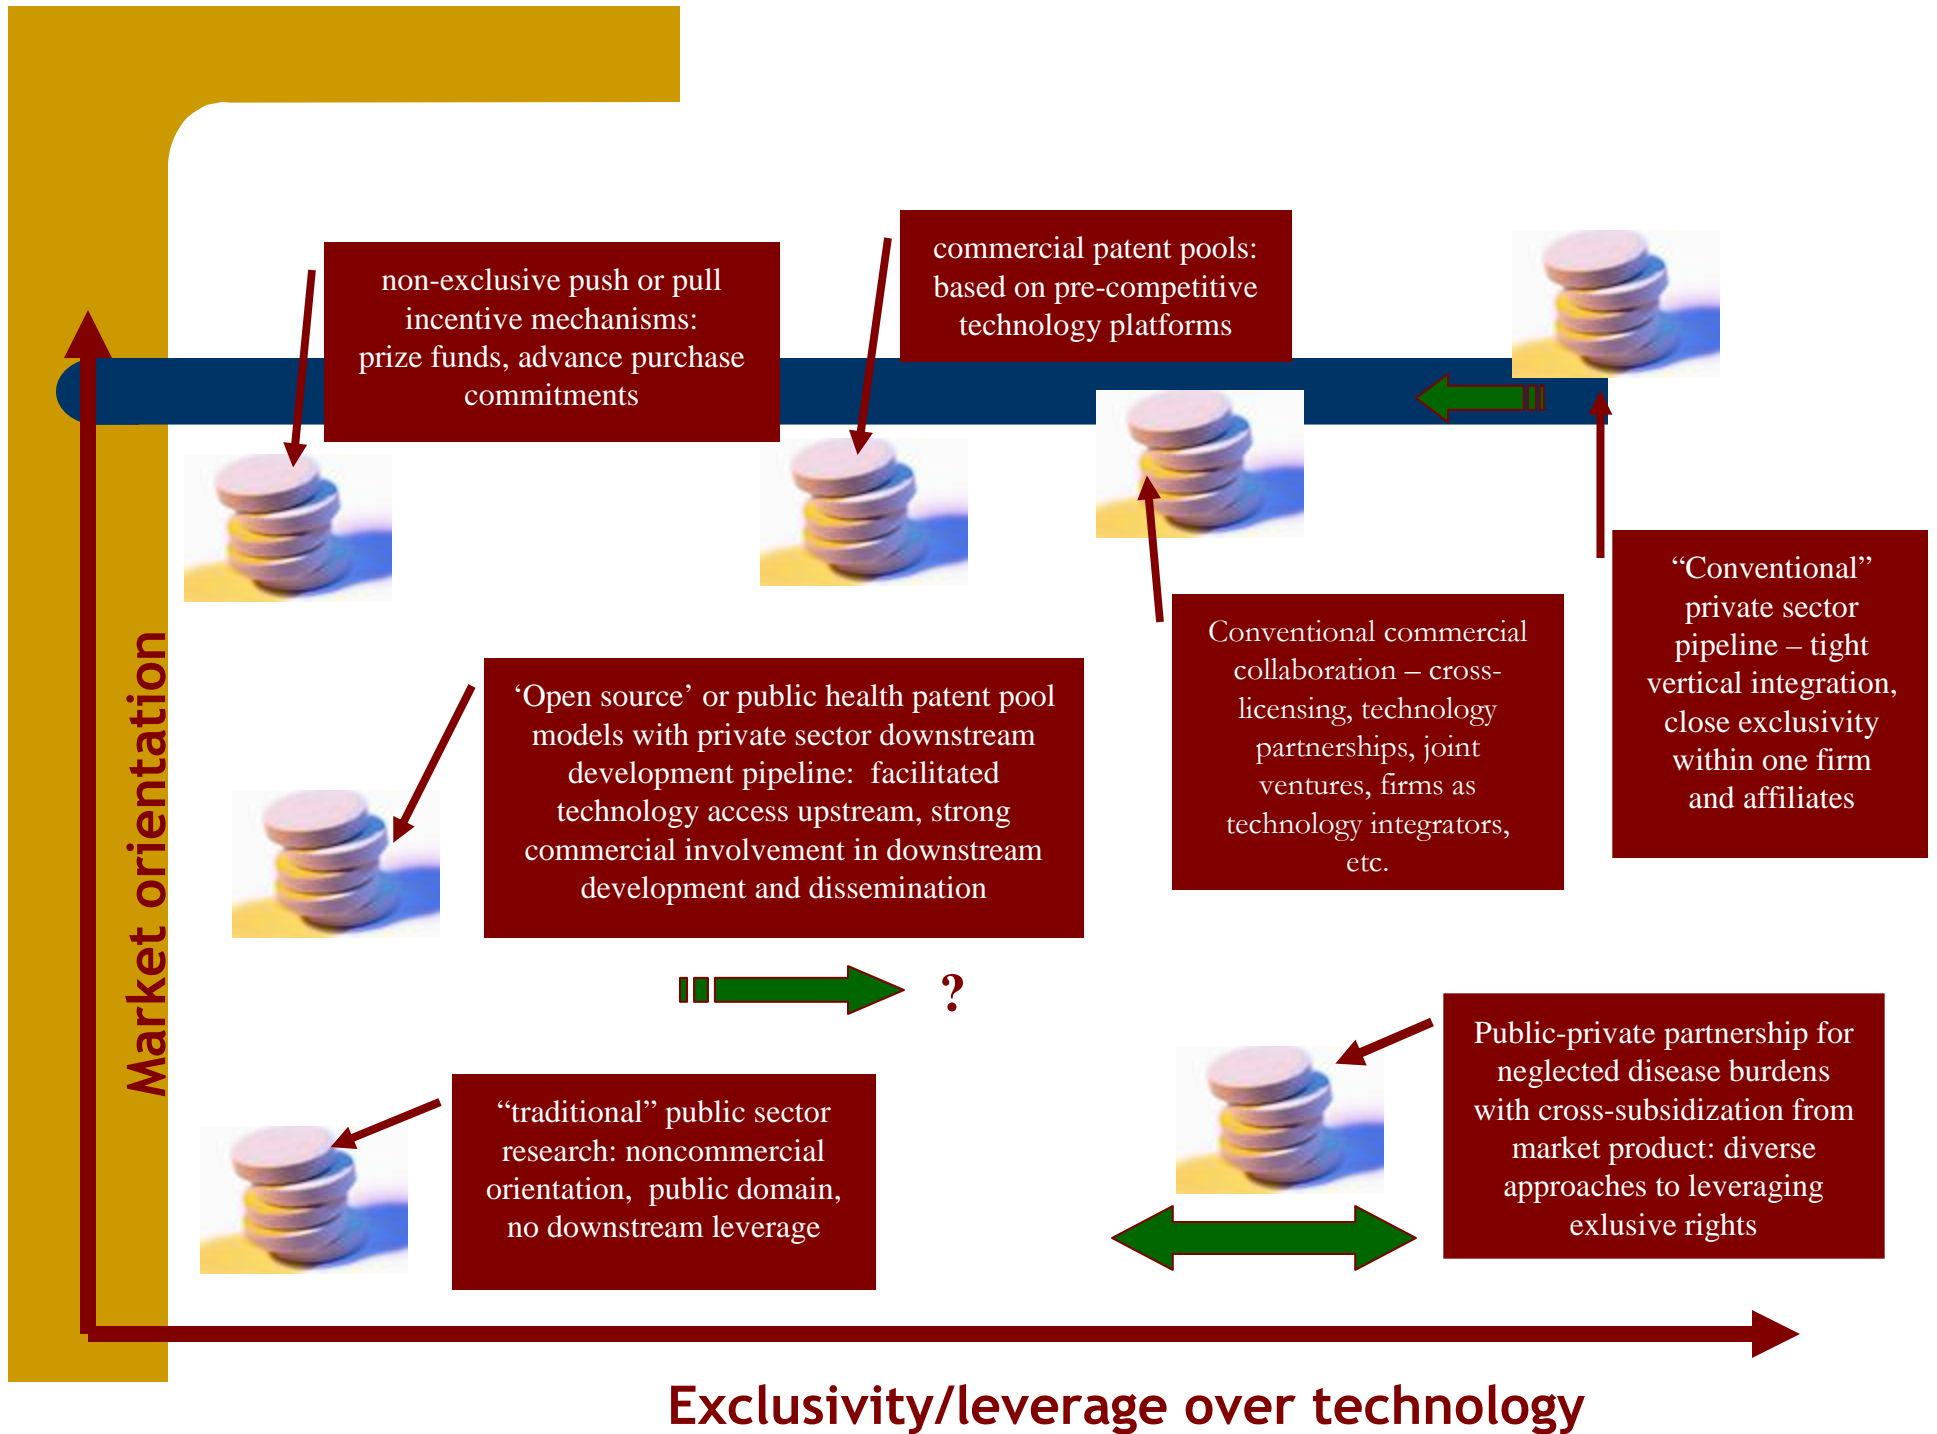 non-exclusive push or pull
incentive mechanisms:
prize funds, advance purchase
commitments
commercial patent pools:
based on pre-competitive
technology platforms
“Conventional”
private sector
pipeline – tight
vertical integration,
close exclusivity
within one firm
and affiliates
Conventional commercial
collaboration – cross-
licensing, technology
partnerships, joint
ventures, firms as
technology integrators,
etc.
‘Open source’ or public health patent pool
models with private sector downstream
development pipeline:  facilitated
technology access upstream, strong
commercial involvement in downstream
development and dissemination
Market orientation
?
Public-private partnership for
neglected disease burdens
with cross-subsidization from
market product: diverse
approaches to leveraging
exlusive rights
“traditional” public sector
research: noncommercial
orientation,  public domain,
no downstream leverage
Exclusivity/leverage over technology